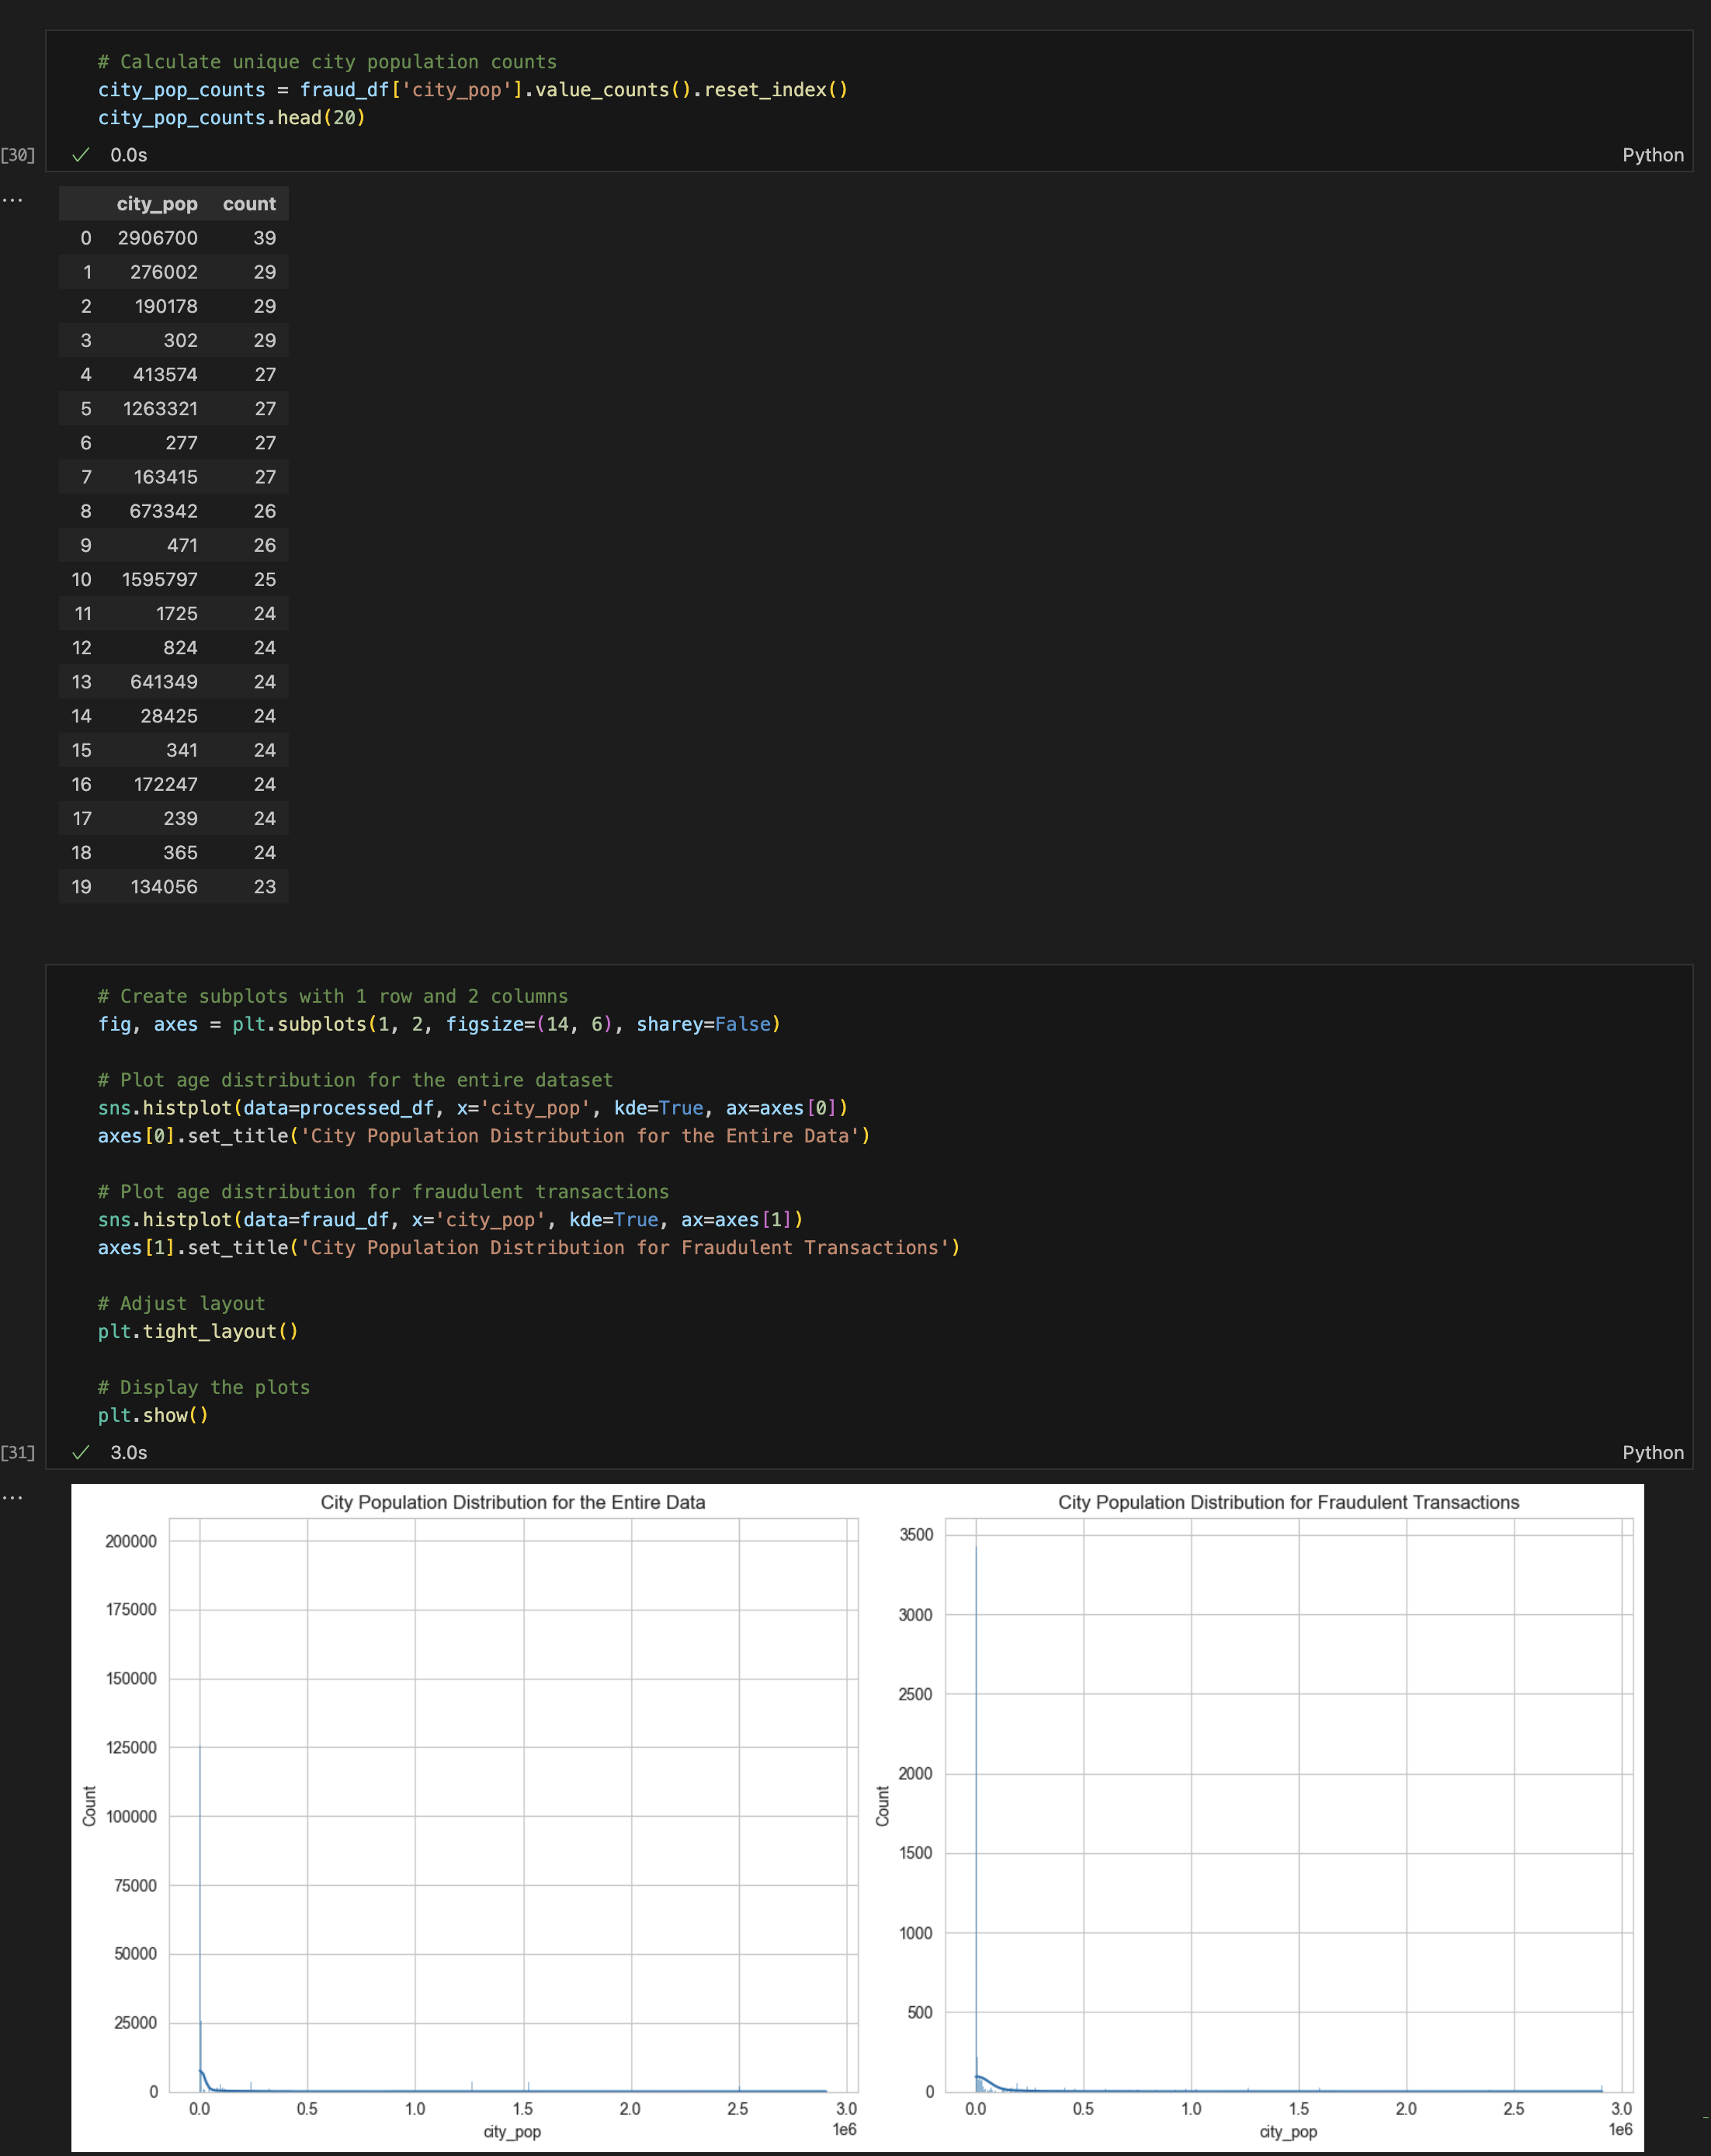 # Calculate unique city population counts
city_pop_counts = fraud_df['city_pop'].value_counts().reset_index()
city_pop_counts.head(20)
[30] 0.0s Python
...
city_pop count
0 2906700 39
1 276002 29
2 190178 29
3 302 29
4 413574 27
5 1263321 27
6 277 27
7 163415 27
8 673342 26
9 471 26
10 1595797 25
11 1725 24
12 824 24
13 641349 24
14 28425 24
15 341 24
16 172247 24
17 239 24
18 365 24
19 134056 23
# Create subplots with 1 row and 2 columns
fig, axes = plt.subplots(1, 2, figsize=(14, 6), sharey=False)
# Plot age distribution for the entire dataset
sns.histplot(data=processed_df, x='city_pop', kde=True, ax=axes[0])
axes[0].set_title('City Population Distribution for the Entire Data')
# Plot age distribution for fraudulent transactions
sns.histplot(data=fraud_df, x='city_pop', kde=True, ax=axes[1])
axes[1].set_title('City Population Distribution for Fraudulent Transactions')
# Adjust layout
plt.tight_layout()
# Display the plots
plt.show()
[31] 3.0s Python
...
City Population Distribution for the Entire Data
200000
175000
150000
125000
100000
75000
50000
25000
0
Count
0.0 0.5 1.0 1.5 2.0 2.5 3.0
1e6
city_pop
City Population Distribution for Fraudulent Transactions
3500
3000
2500
2000
1500
1000
500
0
Count
0.0 0.5 1.0 1.5 2.0 2.5 3.0
1e6
city_pop